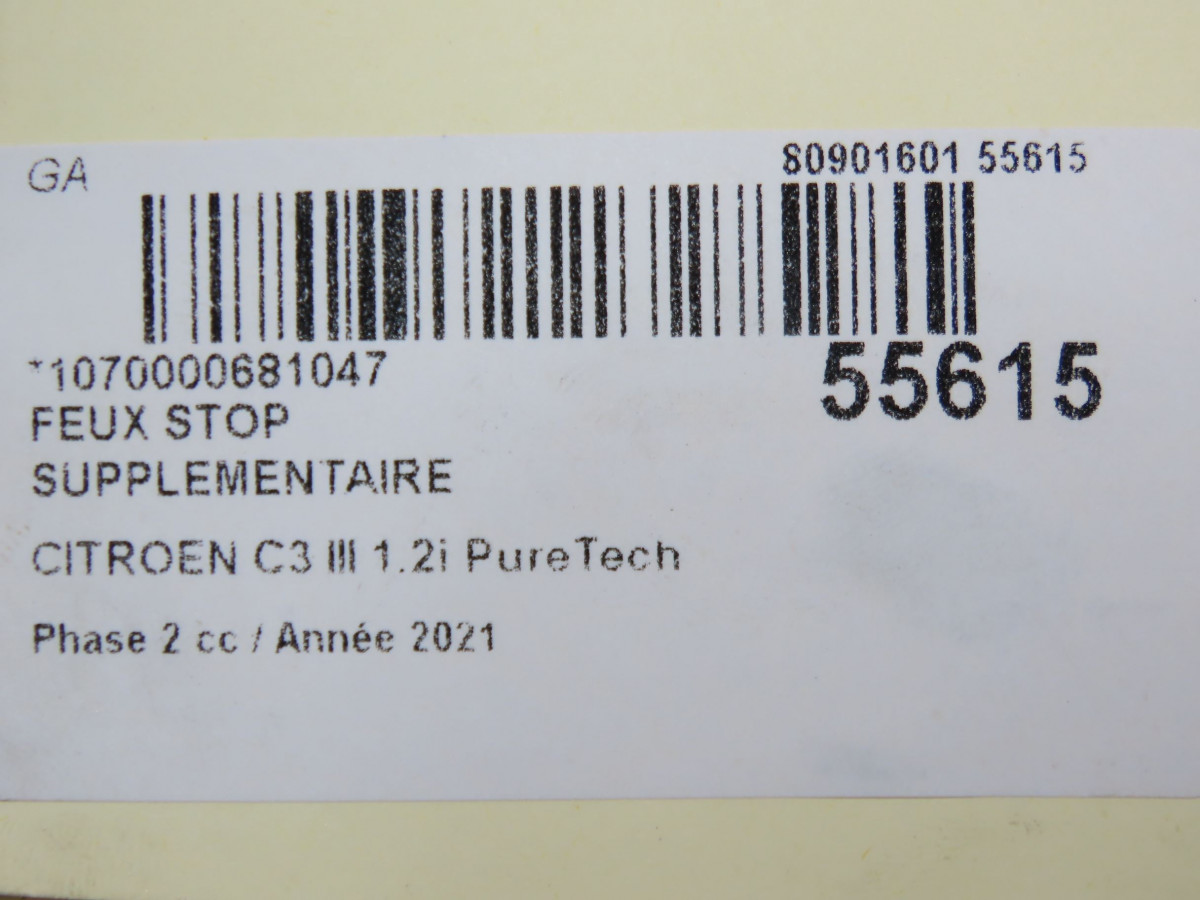 GA
80901601 55615
*1070000681047
55615
FEUX STOP
SUPPLEMENTAIRE
CITROEN C3 III 1.2i PureTech
Phase 2 cc / Année 2021